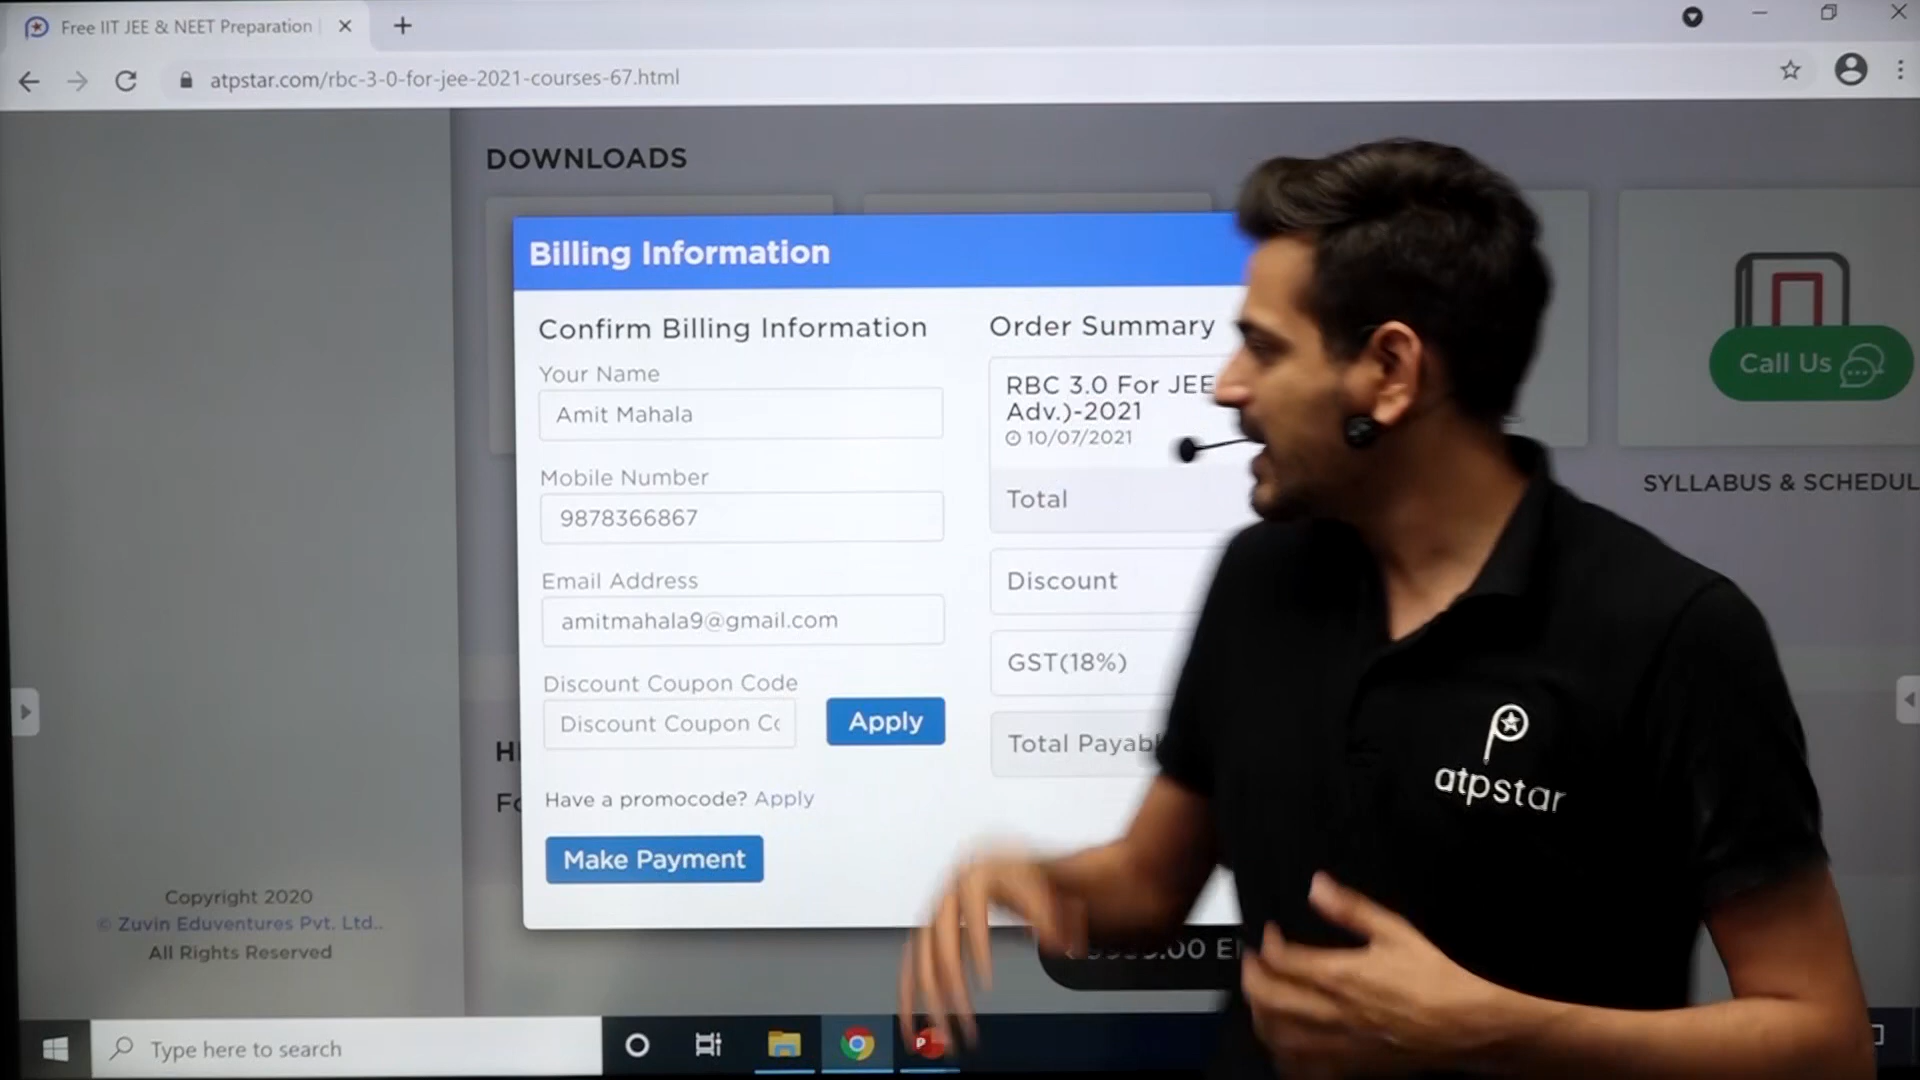 Free IIT JEE & NEET Preparation
atpstar.com/rbc-3-0-for-jee-2021-courses-67.html
DOWNLOADS
Billing Information
Confirm Billing Information
Your Name
Amit Mahala
Mobile Number
9878366867
Email Address
amitmahala9@gmail.com
Discount Coupon Code
Discount Coupon Co
Apply
Have a promocode? Apply
Make Payment
Order Summary
RBC 3.0 For JEE
Adv.)-2021
10/07/2021
Total
Discount
GST(18%)
Total Payabl
Call Us
SYLLABUS & SCHEDUL
atpstar
Copyright 2020
© Zuvin Eduventures Pvt. Ltd..
All Rights Reserved
Type here to search